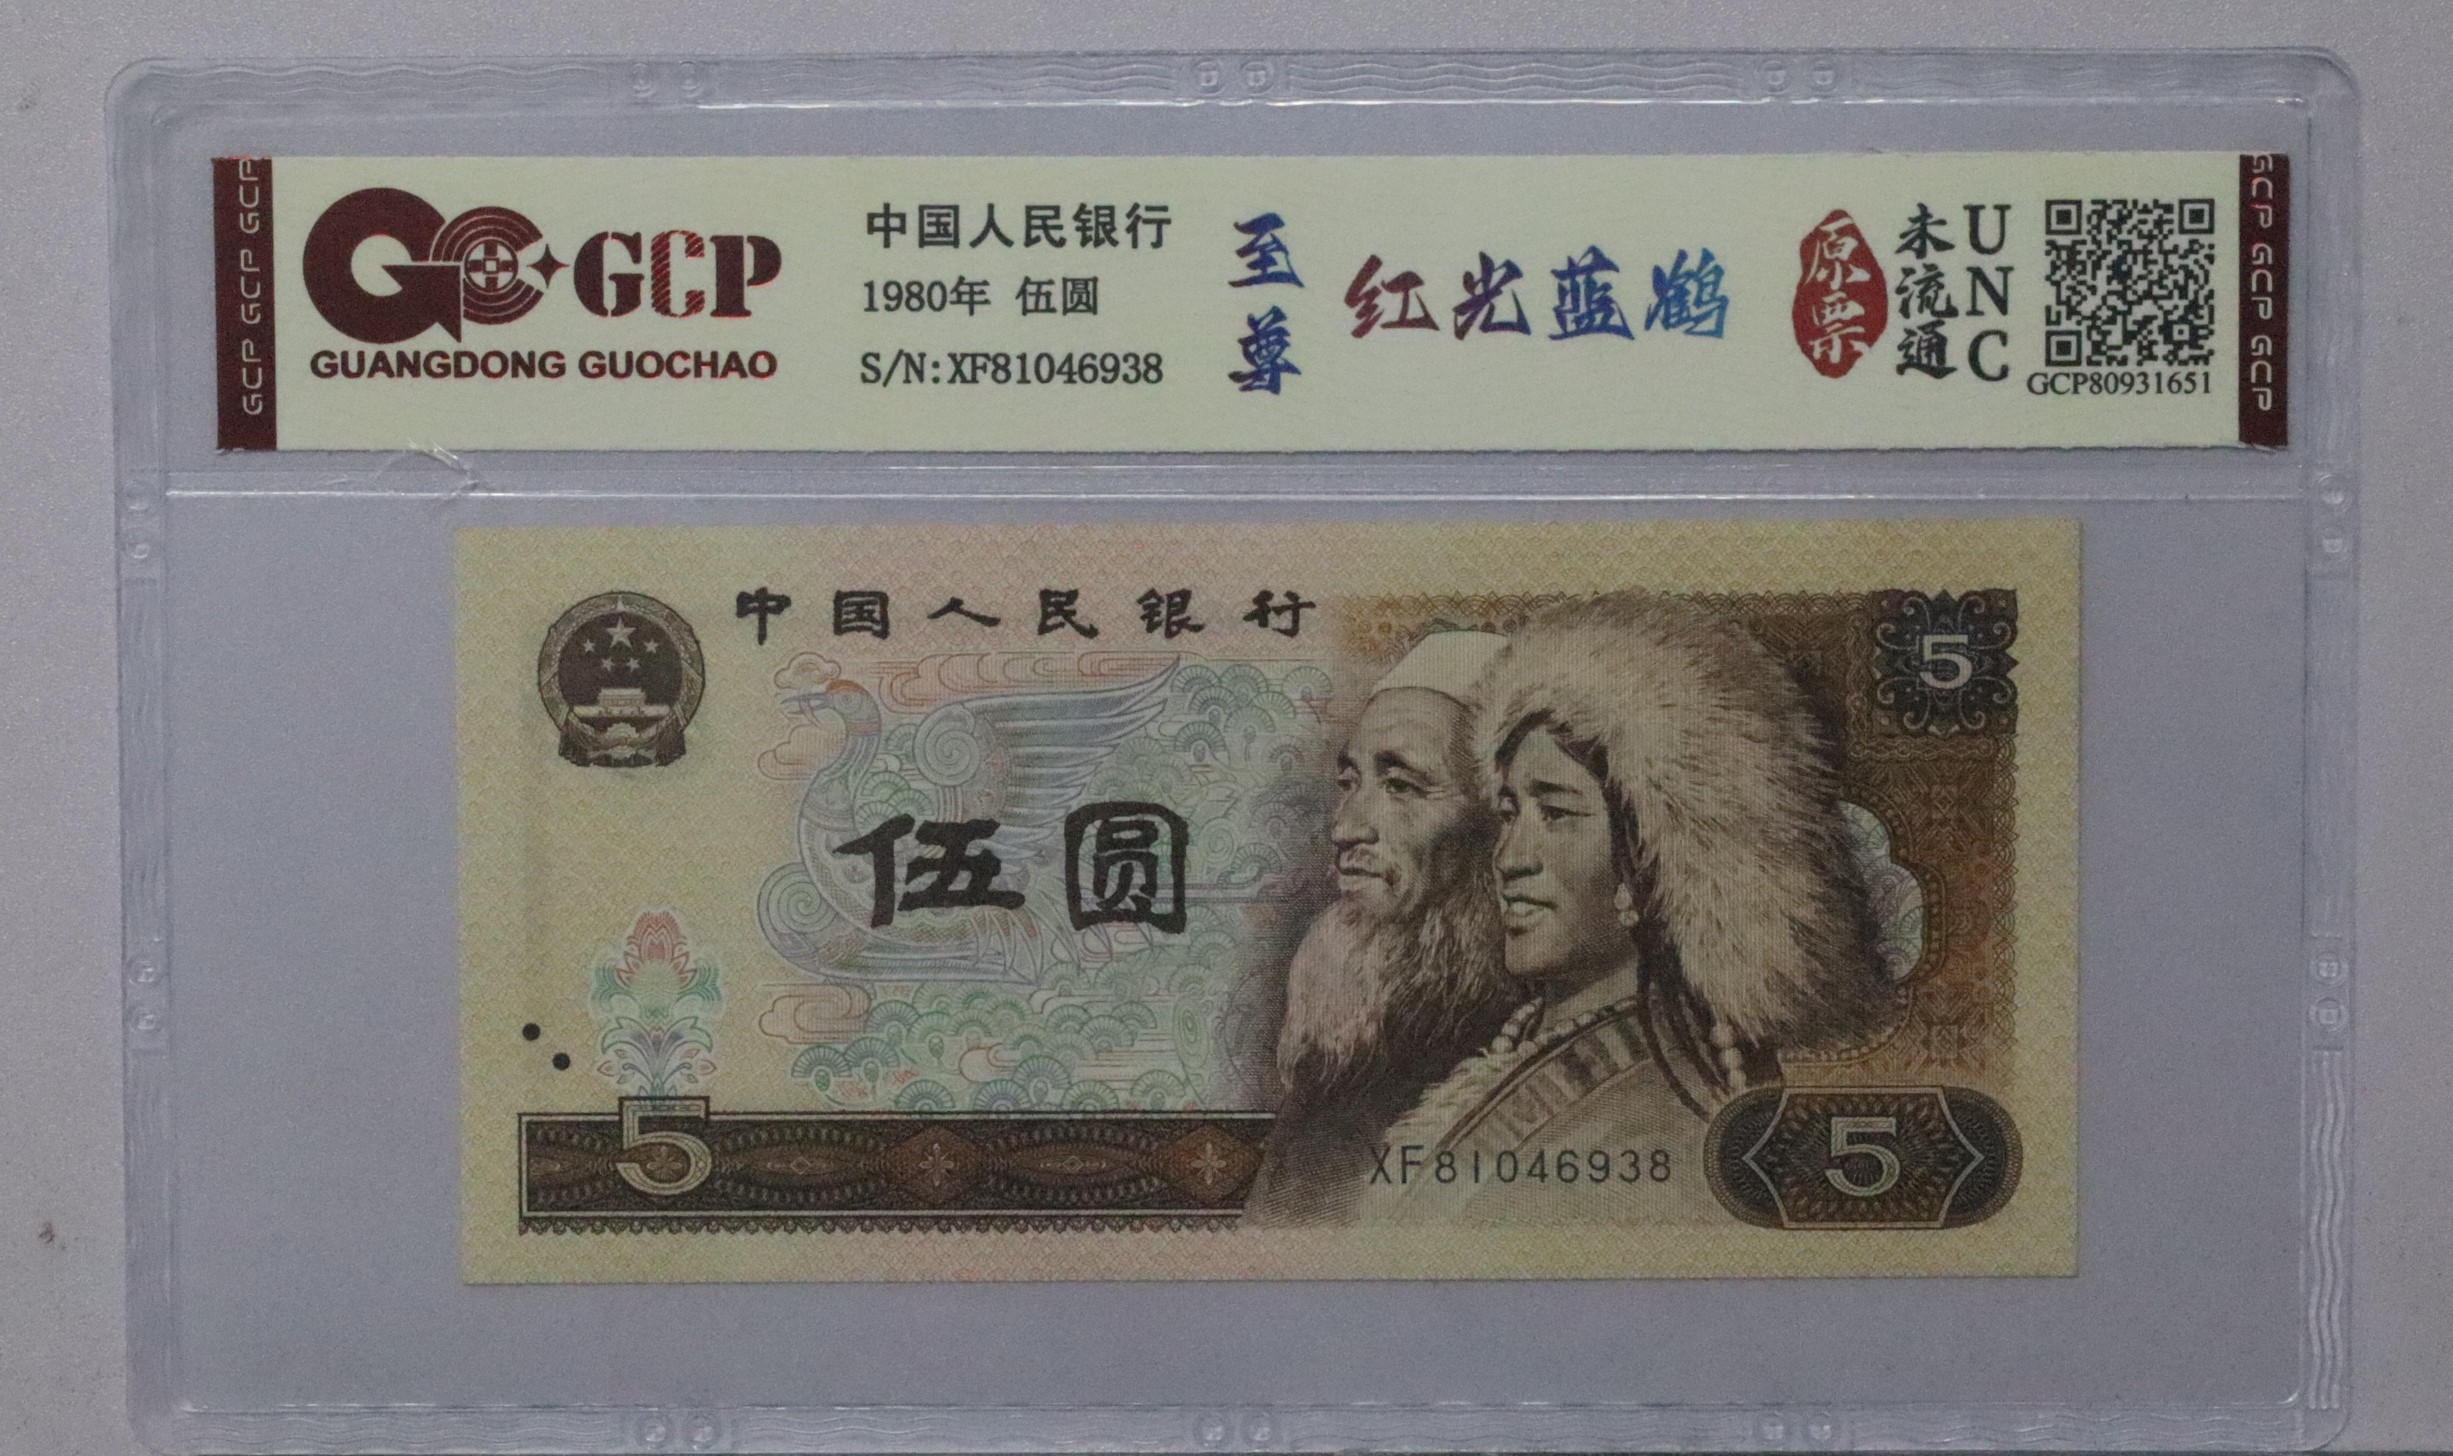 GCP GCP GCP
GCP
GUANGDONG GUOCHAO
中国人民银行
1980年 伍圆
S/N:XF81046938
至尊
红光蓝鹤
原票
未流通
UNC
GCP80931651
GCP GCP GCP
中国人民银行
5
伍圆
5
XF81046938
5